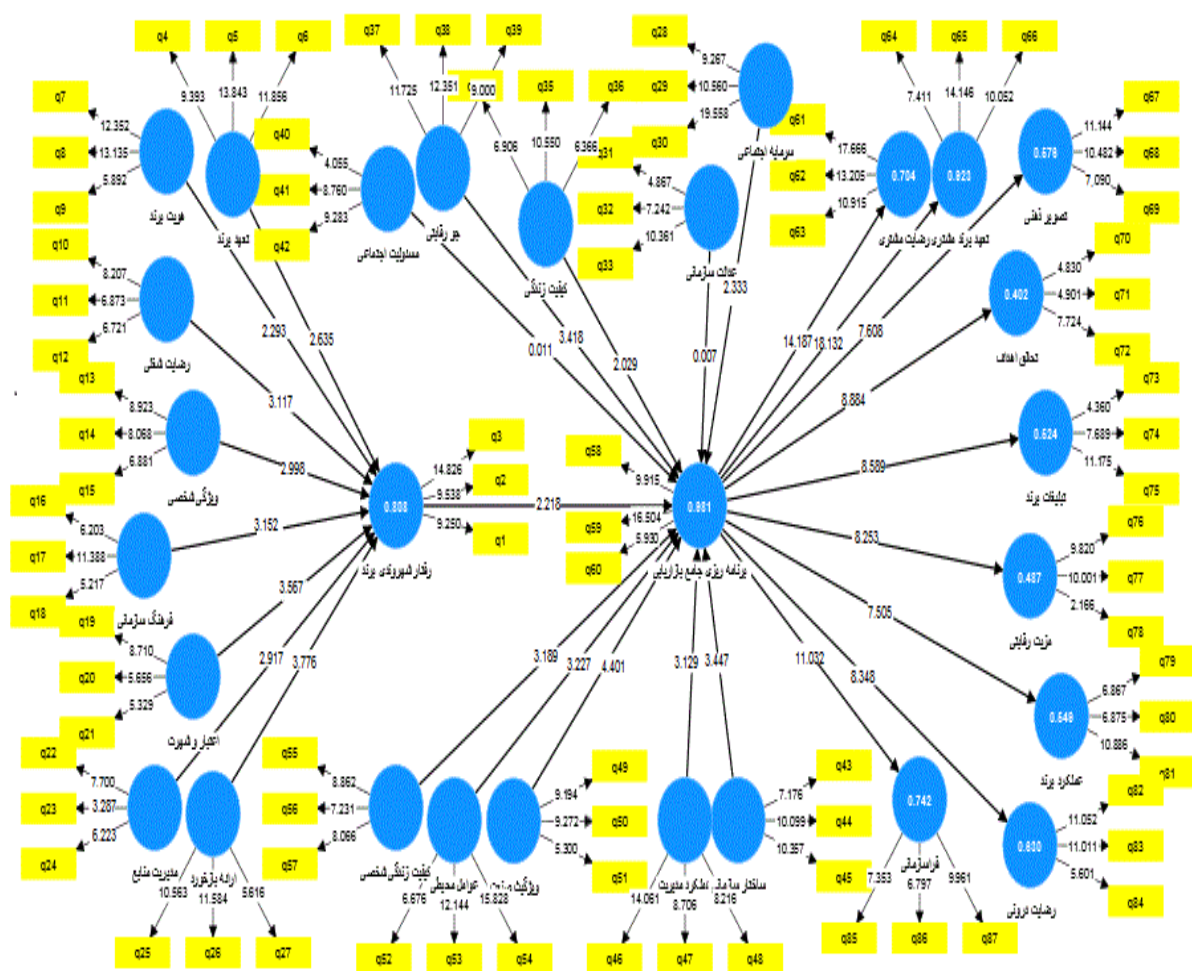 q4
q5
q6
q37
q38
q39
q28
q64
q65
q66
q7
q8
q9
9.393
13.843
11.856
11.725
12.351
9.000
q35
q36
q29
q30
9.267
10.560
19.558
q61
q62
q63
7.411
14.146
10.052
q67
q68
q69
12.352
13.135
5.892
q40
q41
q42
4.055
8.760
9.283
6.906
10.550
6.366
q31
q32
q33
4.867
7.242
10.361
17.666
13.205
10.915
0.704
0.923
11.144
10.482
7.090
هویت برند
تعهد برند
مسئولیت اجتماعی
جو رقابتی
کیفیت زندگی
عدالت سازمانی
سرمایه اجتماعی
رضایت مشتری
تعهد برند مشتری
تصویر ذهنی
q10
q11
q12
8.207
6.873
6.721
رضایت شغلی
2.293
2.635
0.011
3.418
2.029
0.007
2.333
14.187
18.132
7.608
8.884
q70
q71
q72
4.830
4.901
7.724
0.402
تحقق اهداف
q13
q14
q15
8.923
8.068
6.881
ویژگی شخصی
3.117
2.998
q73
q74
q75
4.360
7.689
11.175
تبلیغات برند
8.589
q16
q17
q18
6.203
11.388
5.217
فرهنگ سازمانی
3.152
q3
q2
q1
14.826
9.538
9.250
رفتار شهروندی برند
2.218
q58
q59
q60
9.915
16.504
5.930
برنامه ریزی جامع بازاریابی
8.253
q76
q77
q78
9.820
10.001
2.166
0.487
مزیت رقابتی
q19
q20
q21
8.710
5.656
5.329
اعتبار و شهرت
3.567
2.917
3.776
3.189
3.227
4.401
3.129
3.447
11.032
7.505
8.348
q79
q80
q81
6.867
6.875
10.886
عملکرد برند
q22
q23
q24
7.700
3.287
6.223
مدیریت منابع
ارائه بازخورد
10.563
11.584
5.616
q25
q26
q27
q55
q56
q57
8.862
7.231
8.066
کیفیت زندگی شخصی
عوامل محیطی
q49
q50
q51
9.194
9.272
5.300
6.676
12.144
15.828
q52
q53
q54
عملکرد مدیریت
ساختار سازمانی
q43
q44
q45
7.176
10.099
10.357
14.061
8.706
8.216
q46
q47
q48
0.742
فراسازمانی
7.353
6.797
9.961
q85
q86
q87
q82
q83
q84
11.052
11.011
5.601
رضایت درونی